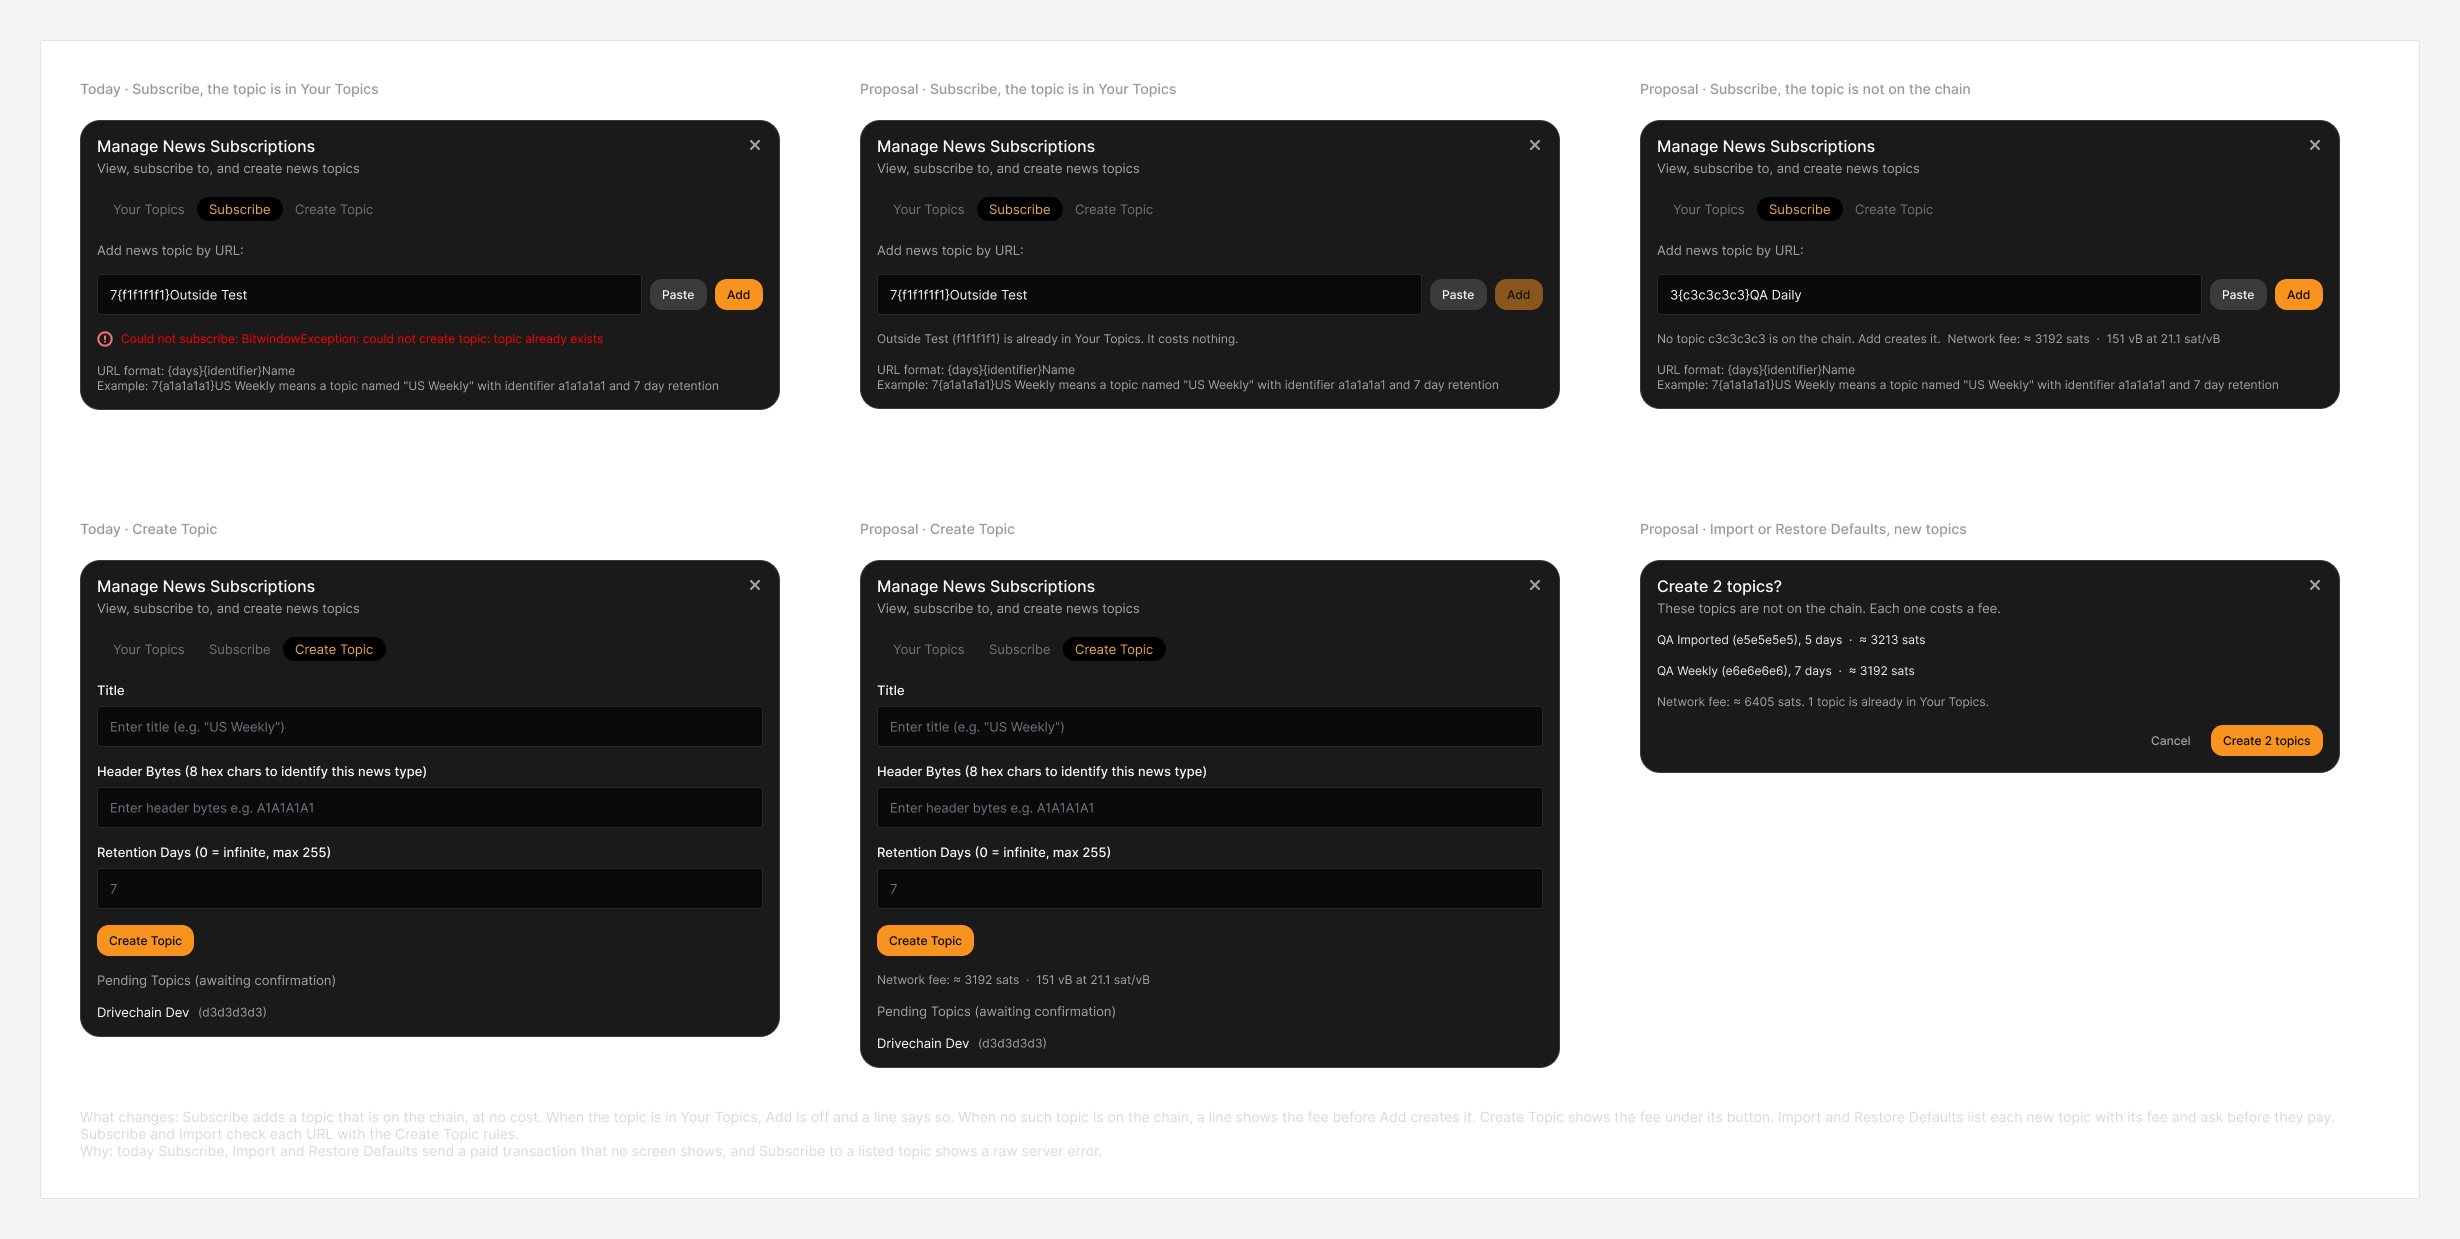 Today · Subscribe, the topic is in Your Topics
Manage News Subscriptions
View, subscribe to, and create news topics
Your Topics
Subscribe
Create Topic
Add news topic by URL:
7{f1f1f1f1}Outside Test
Paste
Add
Could not subscribe: BitwindowException: could not create topic: topic already exists
URL format: {days}{identifier}Name
Example: 7{a1a1a1a1}US Weekly means a topic named "US Weekly" with identifier a1a1a1a1 and 7 day retention
Proposal · Subscribe, the topic is in Your Topics
Manage News Subscriptions
View, subscribe to, and create news topics
Your Topics
Subscribe
Create Topic
Add news topic by URL:
7{f1f1f1f1}Outside Test
Paste
Add
Outside Test (f1f1f1f1) is already in Your Topics. It costs nothing.
URL format: {days}{identifier}Name
Example: 7{a1a1a1a1}US Weekly means a topic named "US Weekly" with identifier a1a1a1a1 and 7 day retention
Proposal · Subscribe, the topic is not on the chain
Manage News Subscriptions
View, subscribe to, and create news topics
Your Topics
Subscribe
Create Topic
Add news topic by URL:
3{c3c3c3c3}QA Daily
Paste
Add
No topic c3c3c3c3 is on the chain. Add creates it. Network fee: ≈ 3192 sats · 151 vB at 21.1 sat/vB
URL format: {days}{identifier}Name
Example: 7{a1a1a1a1}US Weekly means a topic named "US Weekly" with identifier a1a1a1a1 and 7 day retention
Today · Create Topic
Manage News Subscriptions
View, subscribe to, and create news topics
Your Topics
Subscribe
Create Topic
Title
Enter title (e.g. "US Weekly")
Header Bytes (8 hex chars to identify this news type)
Enter header bytes e.g. A1A1A1A1
Retention Days (0 = infinite, max 255)
7
Create Topic
Pending Topics (awaiting confirmation)
Drivechain Dev (d3d3d3d3)
Proposal · Create Topic
Manage News Subscriptions
View, subscribe to, and create news topics
Your Topics
Subscribe
Create Topic
Title
Enter title (e.g. "US Weekly")
Header Bytes (8 hex chars to identify this news type)
Enter header bytes e.g. A1A1A1A1
Retention Days (0 = infinite, max 255)
7
Create Topic
Network fee: ≈ 3192 sats · 151 vB at 21.1 sat/vB
Pending Topics (awaiting confirmation)
Drivechain Dev (d3d3d3d3)
Proposal · Import or Restore Defaults, new topics
Create 2 topics?
These topics are not on the chain. Each one costs a fee.
QA Imported (e5e5e5e5), 5 days · ≈ 3213 sats
QA Weekly (e6e6e6e6), 7 days · ≈ 3192 sats
Network fee: ≈ 6405 sats. 1 topic is already in Your Topics.
Cancel
Create 2 topics
What changes: Subscribe adds a topic that is on the chain, at no cost. When the topic is in Your Topics, Add is off and a line says so. When no such topic is on the chain, a line shows the fee before Add creates it. Create Topic shows the fee under its button. Import and Restore Defaults list each new topic with its fee and ask before they pay.
Subscribe and Import check each URL with the Create Topic rules.
Why: today Subscribe, Import and Restore Defaults send a paid transaction that no screen shows, and Subscribe to a listed topic shows a raw server error.